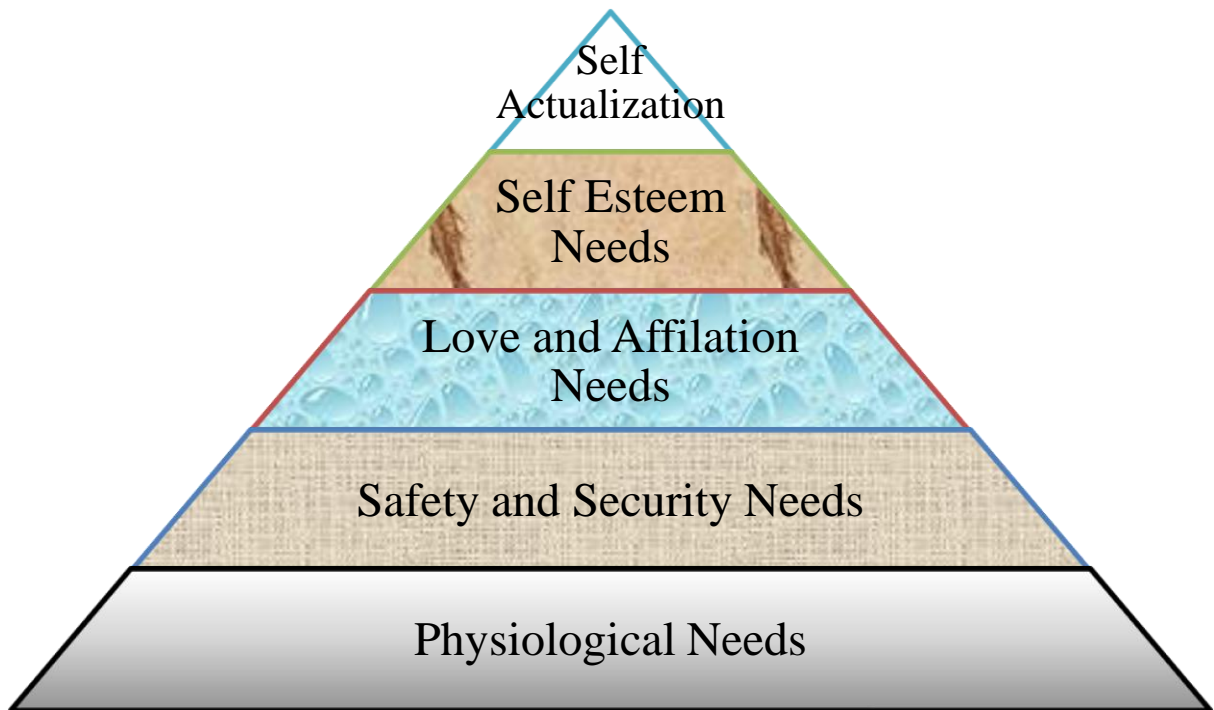 Self
Actualization
Self Esteem
Needs
Love and Affilation
Needs
Safety and Security Needs
Physiological Needs